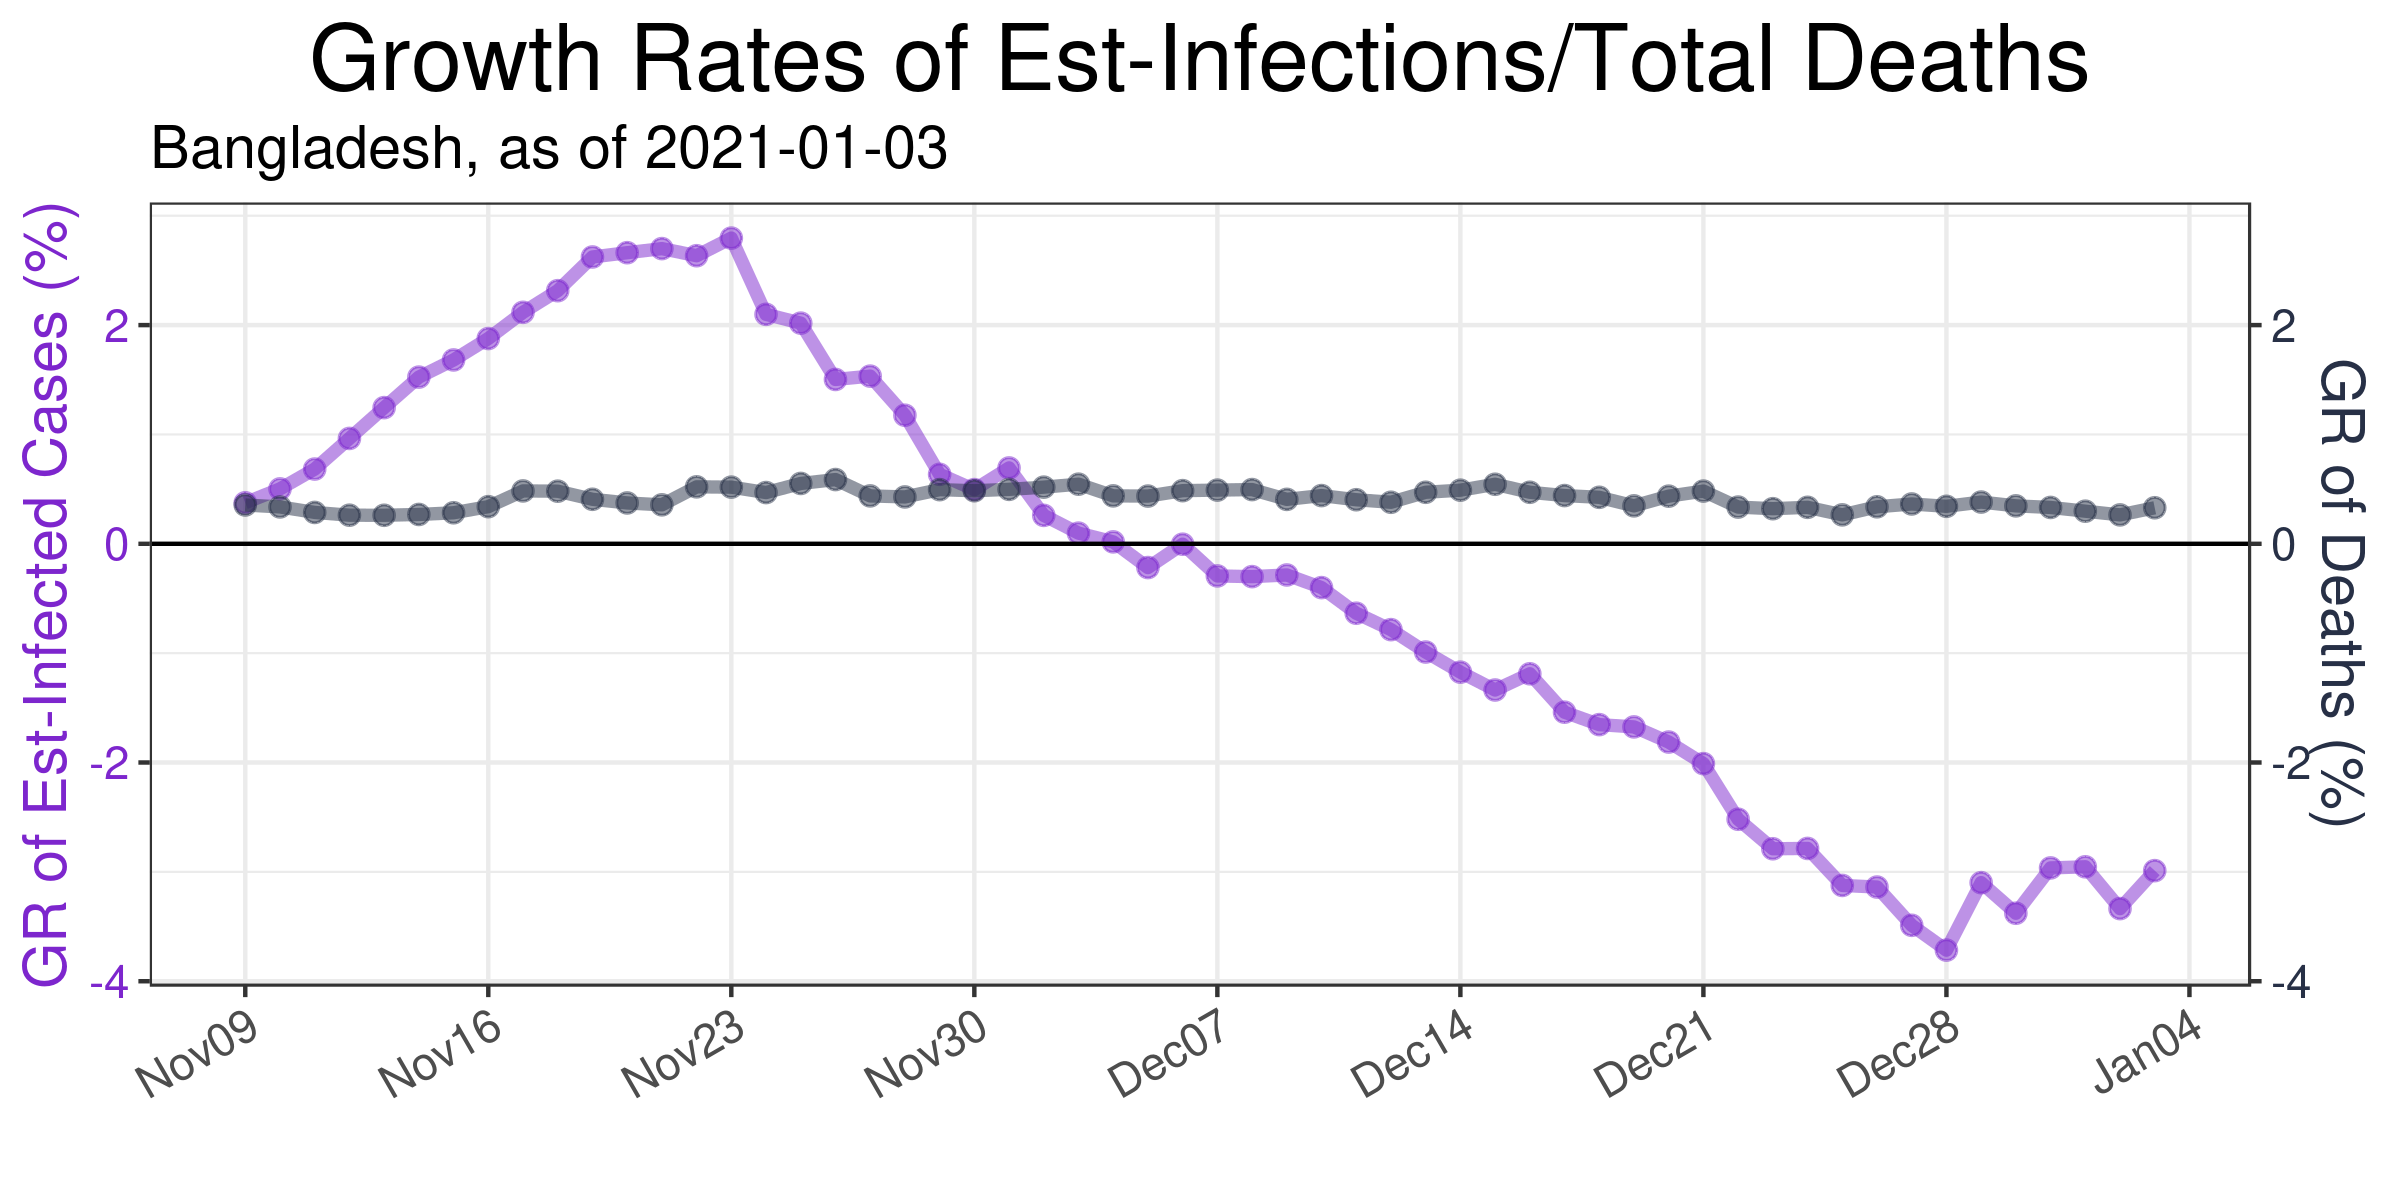 Growth Rates of Est-Infections/Total Deaths
Bangladesh, as of 2021-01-03
GR of Est-Infected Cases (%)
2
0
-2
-4
2
0
-2
-4
GR of Deaths (%)
Nov09
Nov16
Nov23
Nov30
Dec07
Dec14
Dec21
Dec28
Jan04